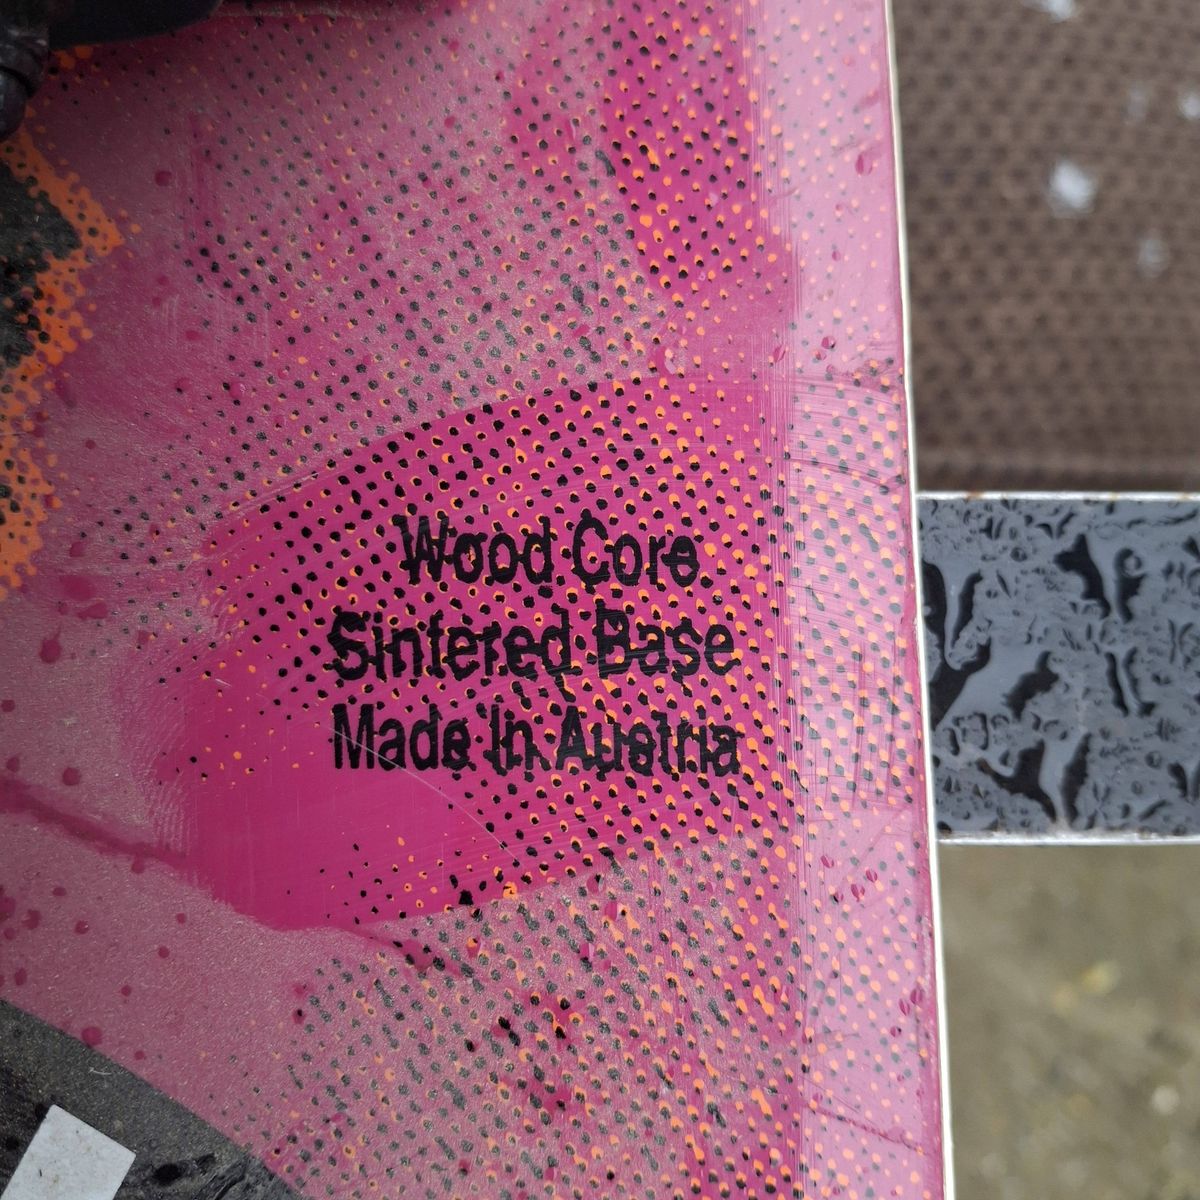 Wood Core
Sintered Base
Made In Austria